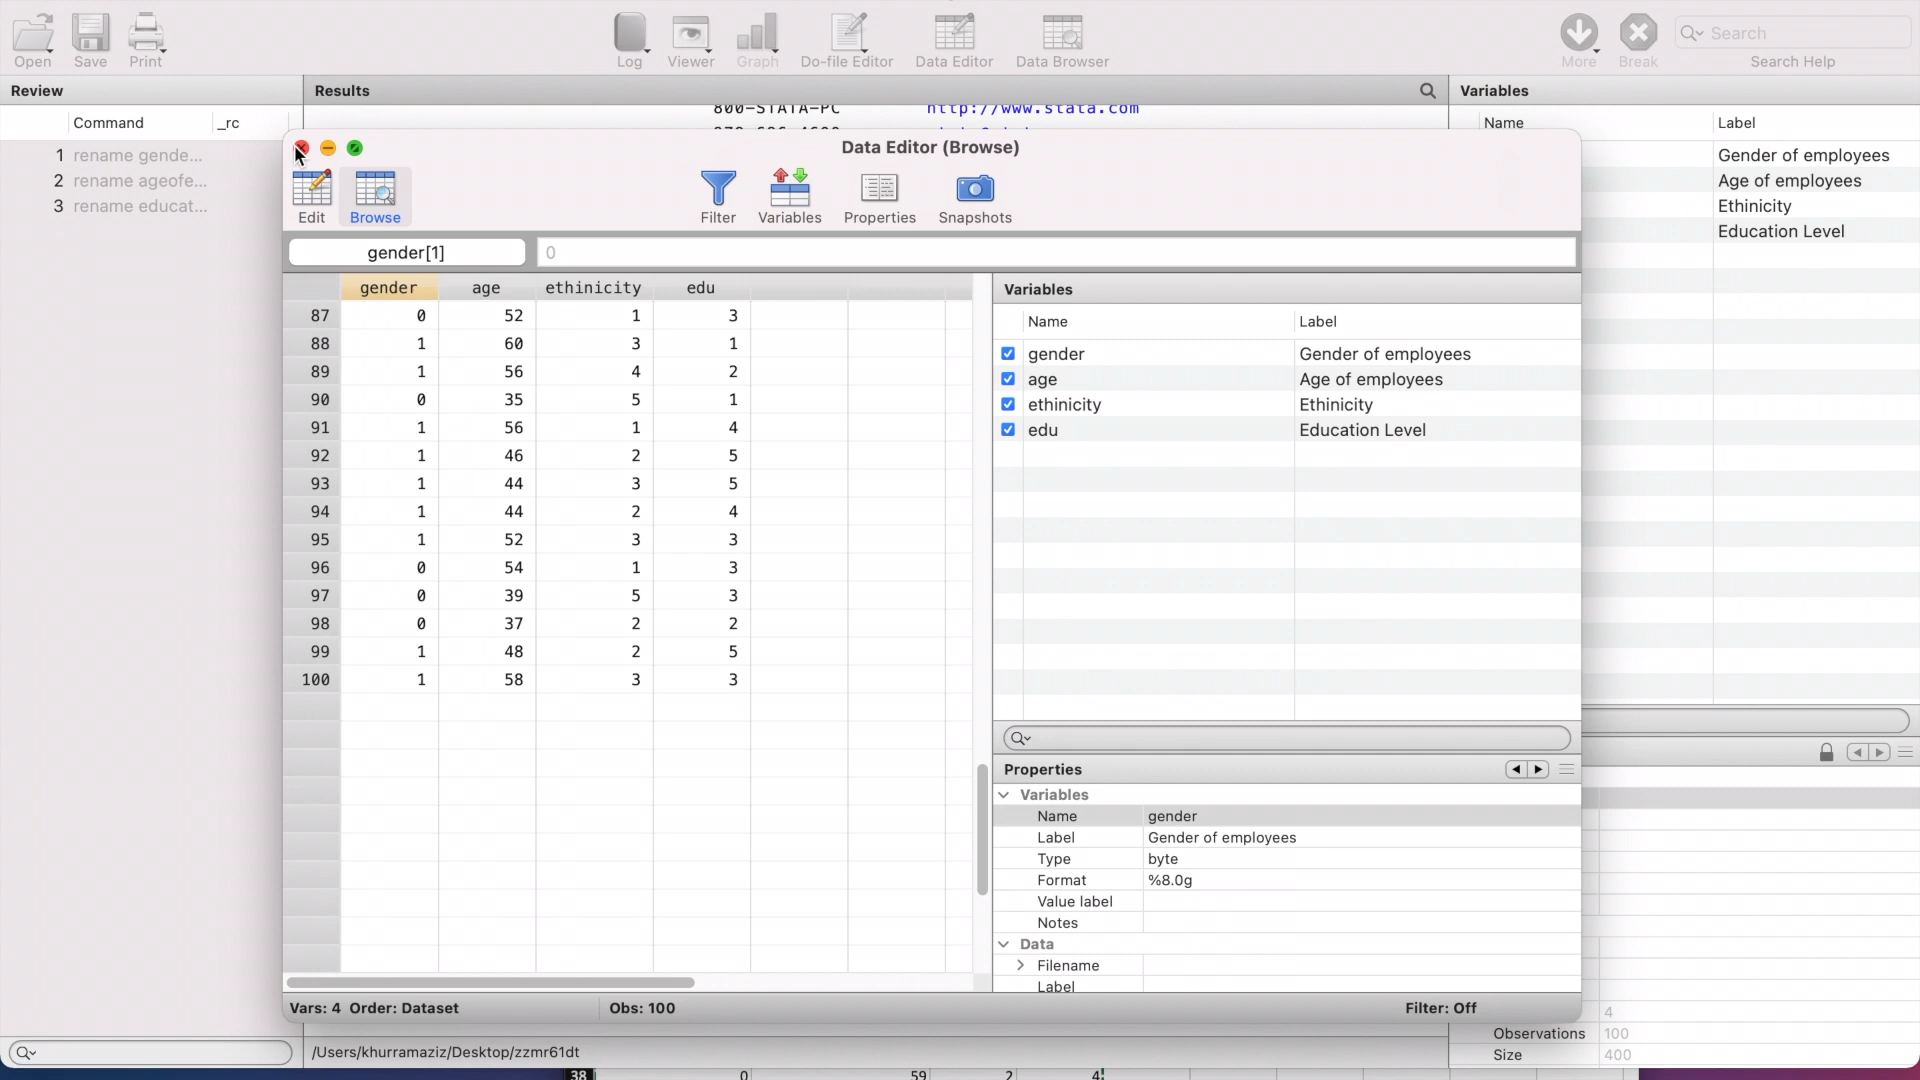 Open Save Print Log Viewer Graph Do-file Editor Data Editor Data Browser More Break Search
Search Help
Review Results Variables
800-STATA-PC http://www.stata.com
Command _rc Name Label
1 rename gende...
2 rename ageofe...
3 rename educat...
Gender of employees
Age of employees
Ethinicity
Education Level
Data Editor (Browse)
Edit Browse Filter Variables Properties Snapshots
gender[1] 0
gender age ethinicity edu
87 0 52 1 3
88 1 60 3 1
89 1 56 4 2
90 0 35 5 1
91 1 56 1 4
92 1 46 2 5
93 1 44 3 5
94 1 44 2 4
95 1 52 3 3
96 0 54 1 3
97 0 39 5 3
98 0 37 2 2
99 1 48 2 5
100 1 58 3 3
Variables
Name Label
gender Gender of employees
age Age of employees
ethinicity Ethinicity
edu Education Level
Properties
Variables
Name gender
Label Gender of employees
Type byte
Format %8.0g
Value label
Notes
Data
Filename
Label
Vars: 4 Order: Dataset Obs: 100 Filter: Off
4
Observations 100
Size 400
/Users/khurramaziz/Desktop/zzmr61dt
38 0 59 2 4